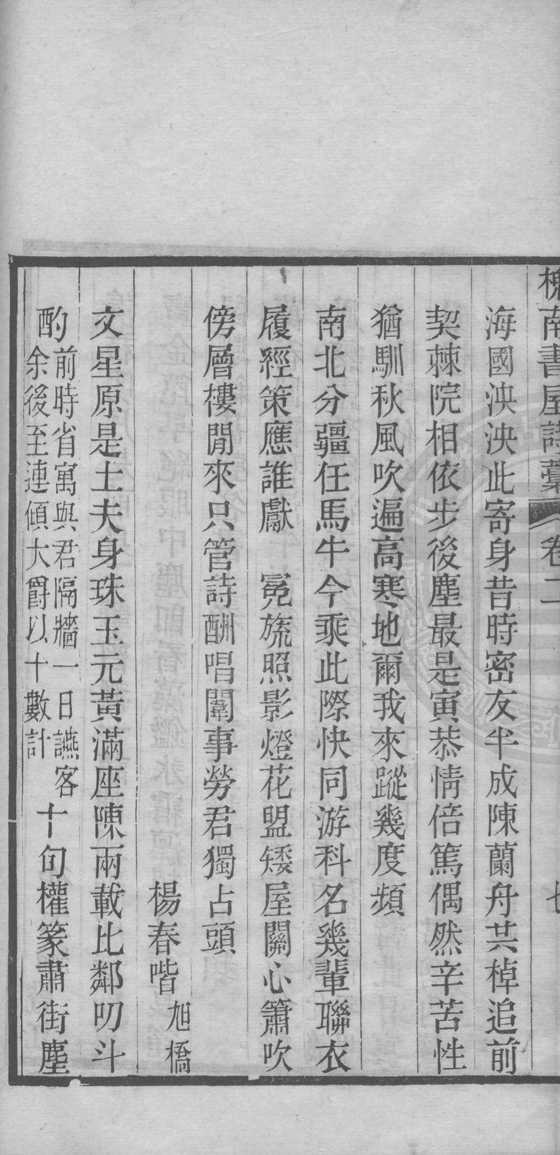 槐南書屋詩藁 卷二 七
海國泱泱此寄身昔時密友半成陳蘭舟共棹追前
契棘院相依步後塵最是寅恭情倍篤偶然辛苦性
猶馴秋風吹遍高寒地爾我來蹤幾度頻
南北分疆任馬牛今乘此際快同游科名幾輩聯衣
履經策應誰獻 冕旒照影燈花盟矮屋關心簫吹
傍層樓閒來只管詩酬唱闈事勞君獨占頭
楊春喈 旭橋
文星原是士夫身珠玉元黃滿座陳兩載比鄰叨斗
酌
前時省寓與君隔牆一日讌客
余後至連傾大爵以十數計
十旬權篆肅街塵